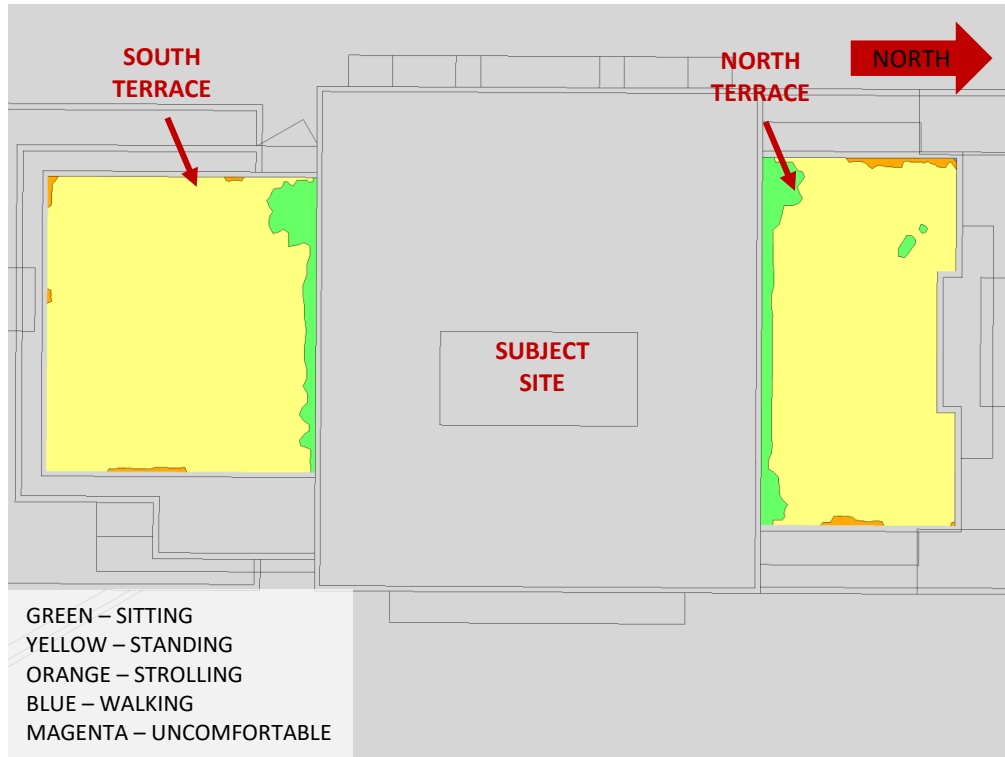 SOUTH
TERRACE
NORTH
TERRACE
NORTH
SUBJECT
SITE
GREEN – SITTING
YELLOW – STANDING
ORANGE – STROLLING
BLUE – WALKING
MAGENTA – UNCOMFORTABLE